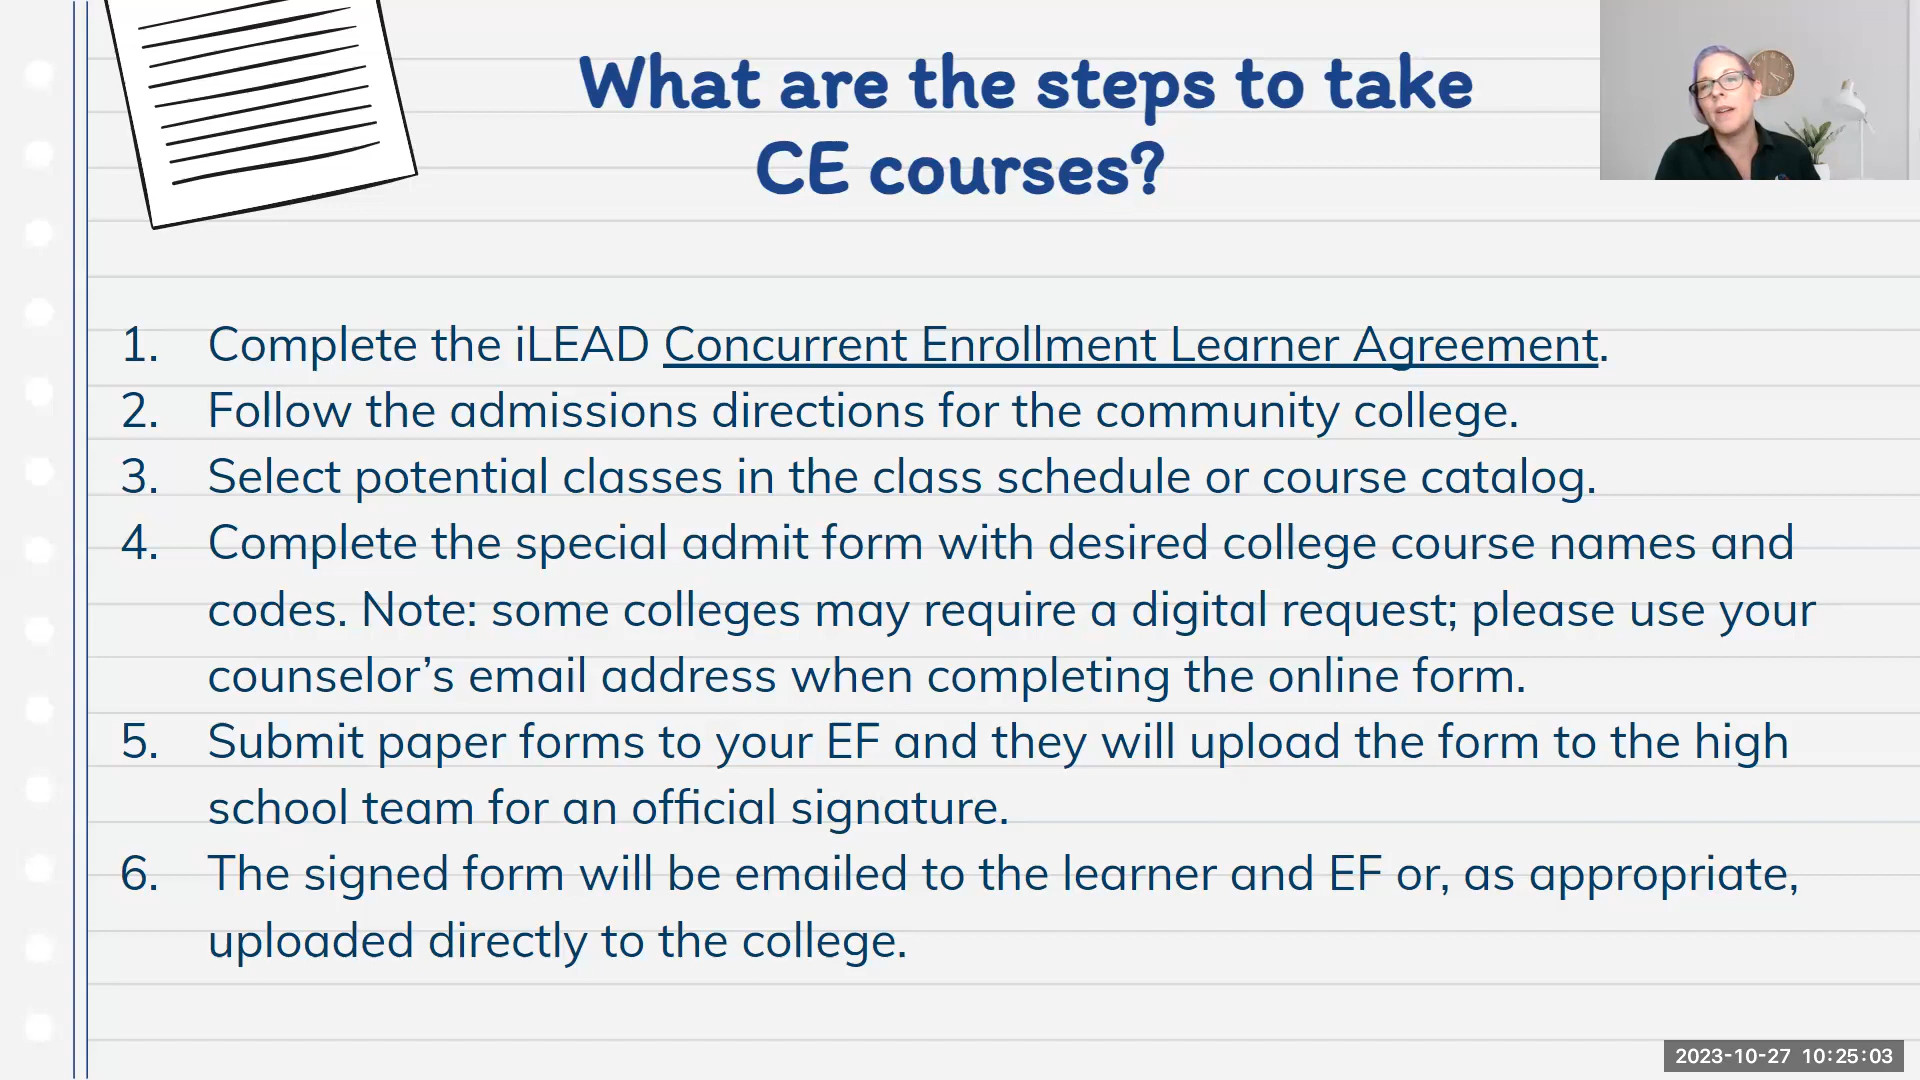 What are the steps to take
CE courses?
1. Complete the iLEAD Concurrent Enrollment Learner Agreement.
2. Follow the admissions directions for the community college.
3. Select potential classes in the class schedule or course catalog.
4. Complete the special admit form with desired college course names and
codes. Note: some colleges may require a digital request; please use your
counselor’s email address when completing the online form.
5. Submit paper forms to your EF and they will upload the form to the high
school team for an official signature.
6. The signed form will be emailed to the learner and EF or, as appropriate,
uploaded directly to the college.
2023-10-27 10:25:03